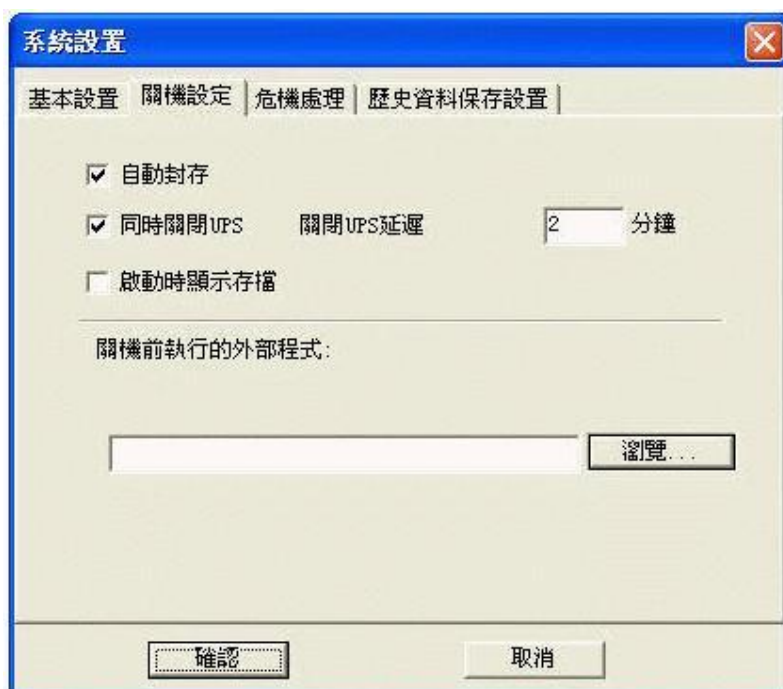 系統設置
基本設置 關機設定 危機處理 歷史資料保存設置
自動封存
同時關閉UPS 關閉UPS延遲 2 分鐘
啟動時顯示存檔
關機前執行的外部程式:
瀏覽...
確認 取消